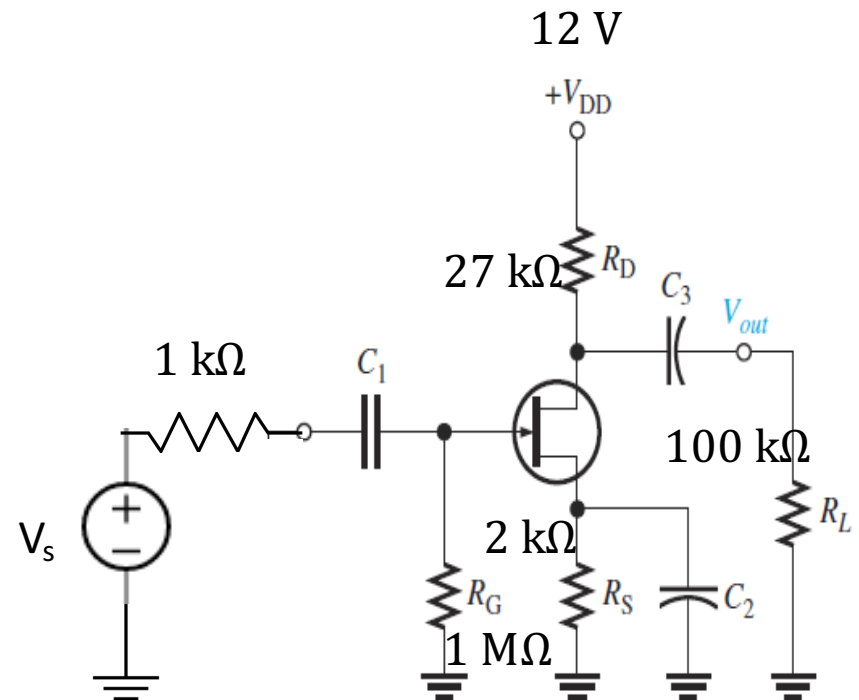 12 V
+VDD
27 kΩ
RD
C3
Vout
1 kΩ
C1
100 kΩ
RL
Vs
+
−
2 kΩ
RG
RS
C2
1 MΩ